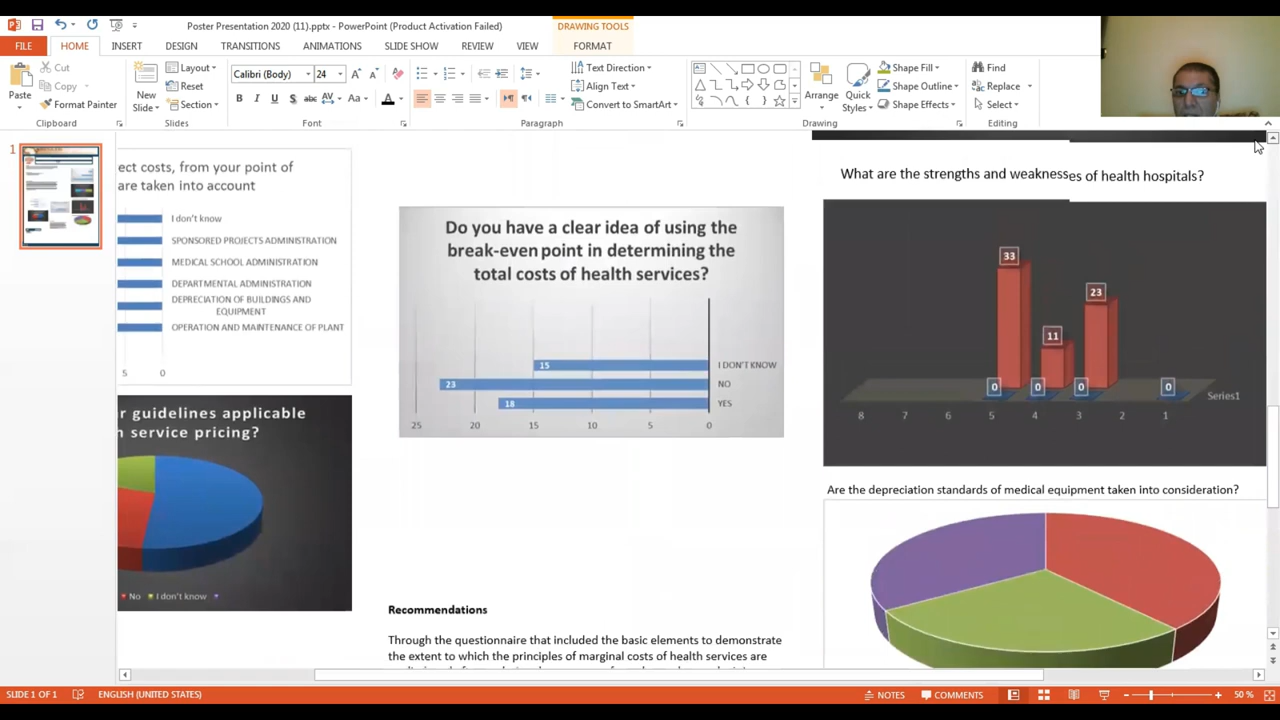 Poster Presentation 2020 (11).pptx - PowerPoint (Product Activation Failed)
DRAWING TOOLS
FILE HOME INSERT DESIGN TRANSITIONS ANIMATIONS SLIDE SHOW REVIEW VIEW FORMAT
Paste
Cut
Copy
Format Painter
Clipboard
New
Slide
Layout
Reset
Section
Slides
Calibri (Body) 24
B I U S abc AV Aa A
Font
Text Direction
Align Text
Convert to SmartArt
Paragraph
Arrange
Quick
Styles
Shape Fill
Shape Outline
Shape Effects
Drawing
Find
Replace
Select
Editing
1
ect costs, from your point of
are taken into account
I don't know
SPONSORED PROJECTS ADMINISTRATION
MEDICAL SCHOOL ADMINISTRATION
DEPARTMENTAL ADMINISTRATION
DEPRECIATION OF BUILDINGS AND
EQUIPMENT
OPERATION AND MAINTENANCE OF PLANT
5 0
r guidelines applicable
n service pricing?
No I don't know
Do you have a clear idea of using the
break-even point in determining the
total costs of health services?
15 I DON'T KNOW
23 NO
18 YES
25 20 15 10 5 0
Recommendations
Through the questionnaire that included the basic elements to demonstrate
the extent to which the principles of marginal costs of health services are
What are the strengths and weaknesses of health hospitals?
33
23
11
0 0 0 0
Series1
8 7 6 5 4 3 2 1
Are the depreciation standards of medical equipment taken into consideration?
SLIDE 1 OF 1 ENGLISH (UNITED STATES) NOTES COMMENTS 50 %